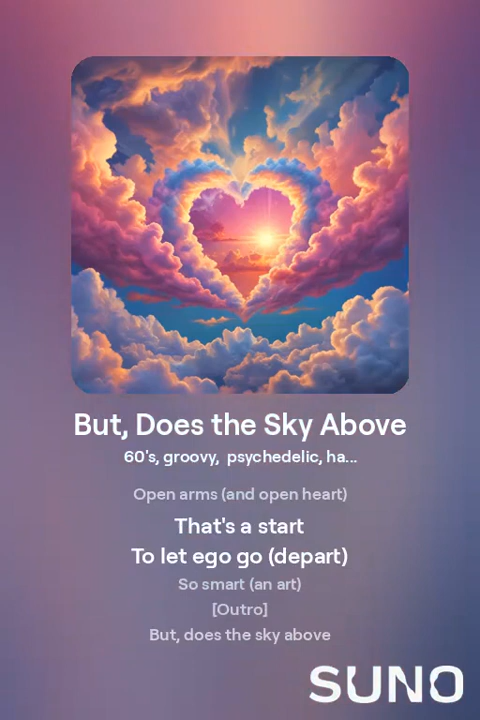 But, Does the Sky Above
60's, groovy, psychedelic, ha...
Open arms (and open heart)
That's a start
To let ego go (depart)
So smart (an art)
[Outro]
But, does the sky above
SUNO